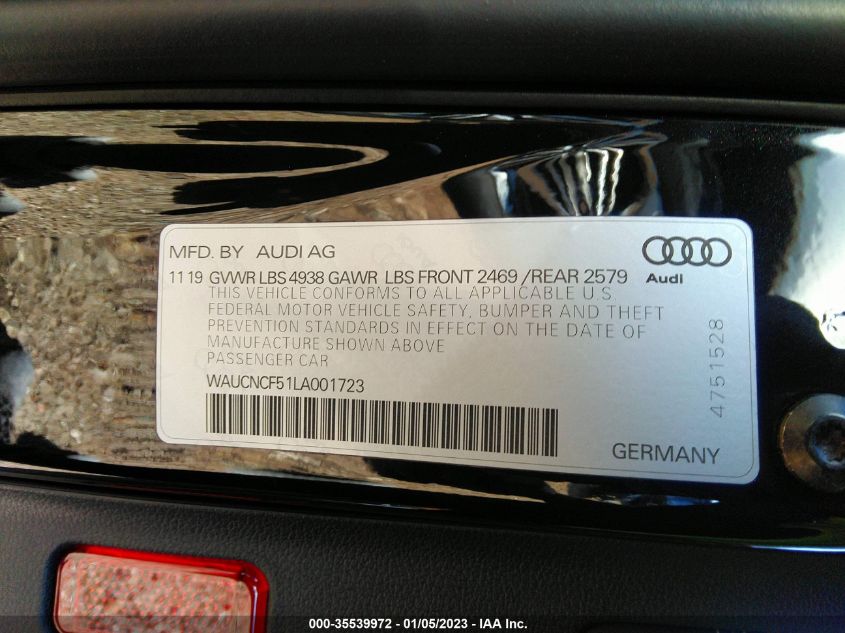 MFD. BY AUDI AG
11 19 GVWR LBS 4938 GAWR LBS FRONT 2469 /REAR 2579
THIS VEHICLE CONFORMS TO ALL APPLICABLE U.S.
FEDERAL MOTOR VEHICLE SAFETY, BUMPER AND THEFT
PREVENTION STANDARDS IN EFFECT ON THE DATE OF
MANUFACTURE SHOWN ABOVE
PASSENGER CAR
WAUCNCF51LA001723
Audi
4751528
GERMANY
000-35539972 - 01/05/2023 - IAA Inc.